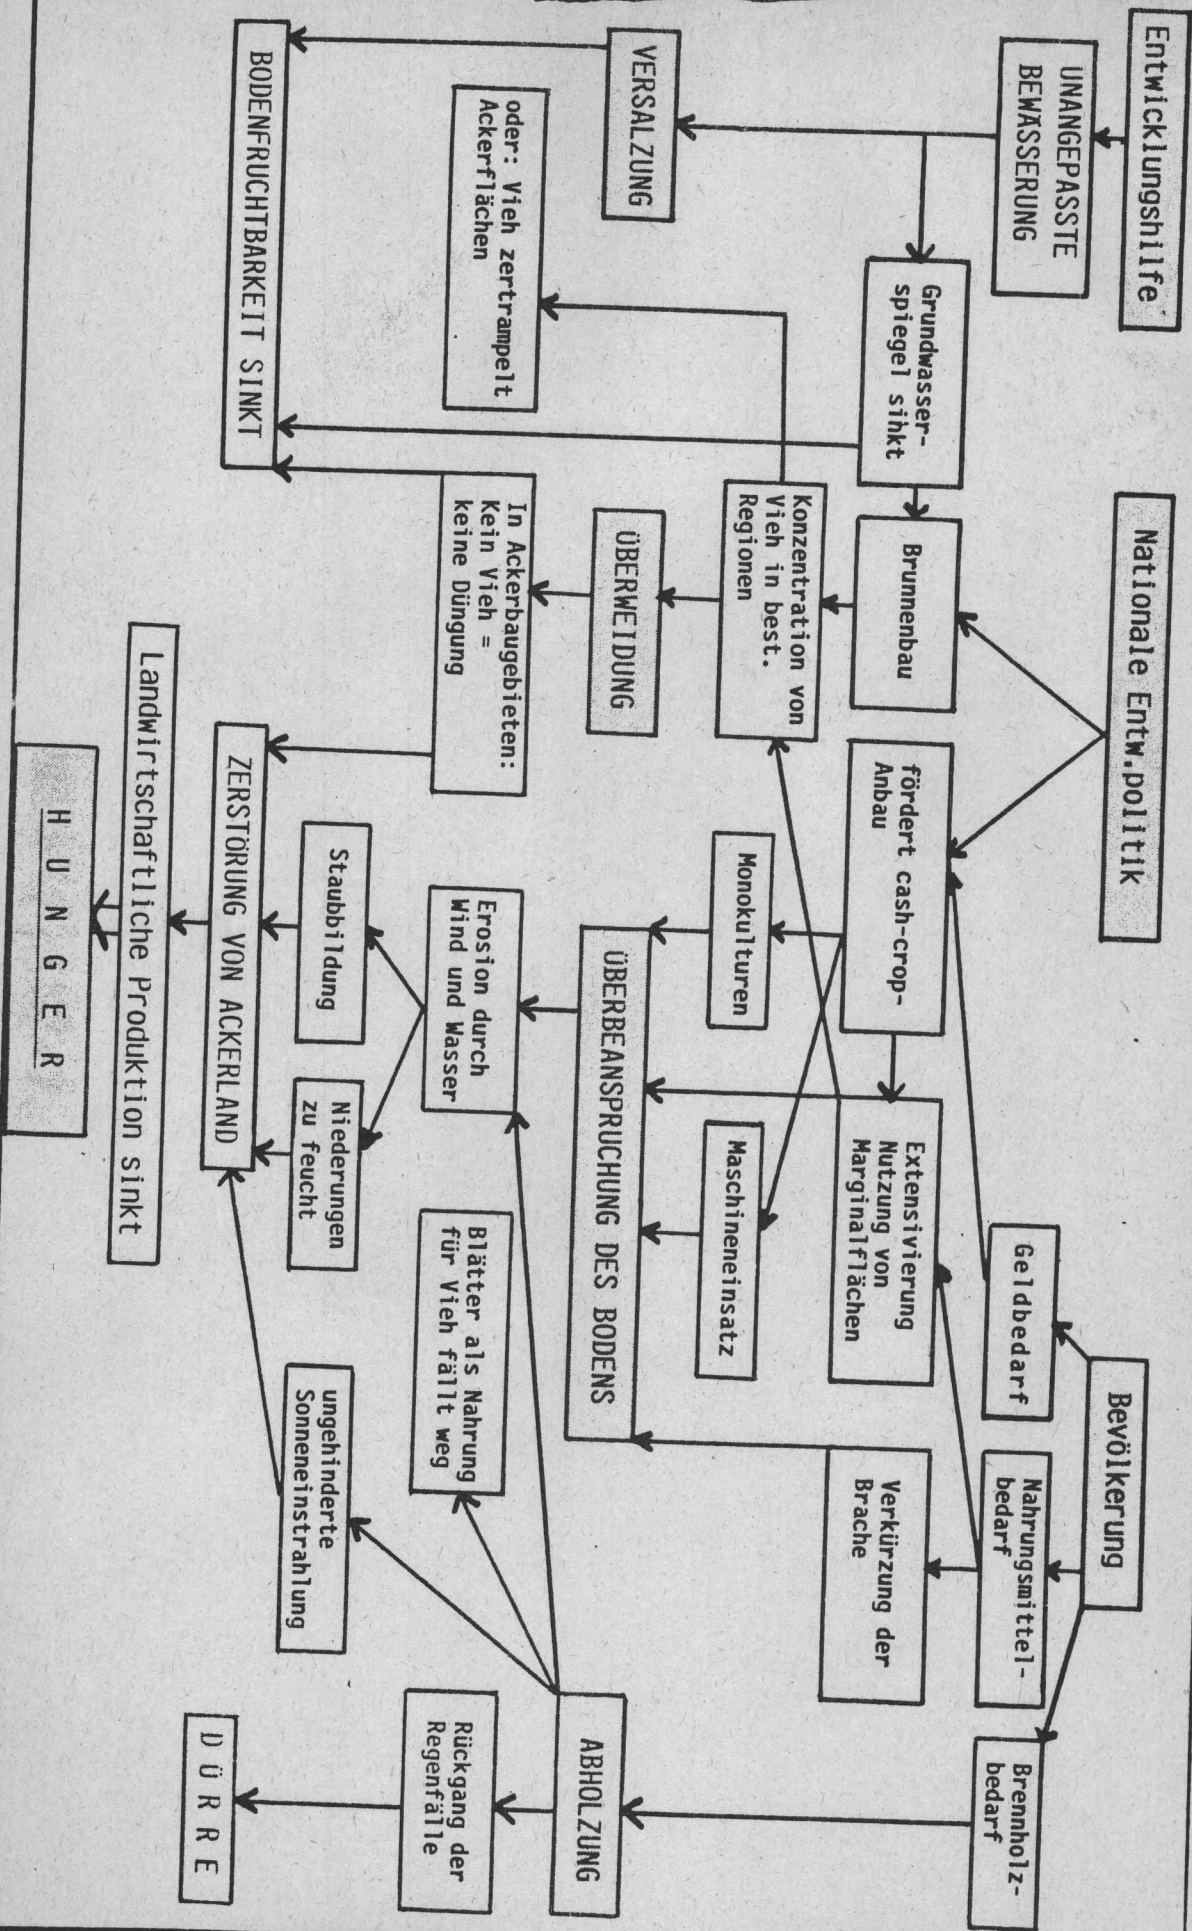 Entwicklungshilfe
Nationale Entw.politik
Bevölkerung
UNANGEPASSTE
BEWÄSSERUNG
Geldbedarf
Nahrungsmittel-
bedarf
Brennholz-
bedarf
Grundwasser-
spiegel sihkt
Brunnenbau
fördert cash-crop-
Anbau
Extensivierung
Nutzung von
Marginalflächen
Verkürzung der
Brache
VERSALZUNG
Konzentration von
Vieh in best.
Regionen
Monokulturen
Maschineneinsatz
ÜBERWEIDUNG
ÜBERBEANSPRUCHUNG DES BODENS
ABHOLZUNG
oder: Vieh zertrampelt
Ackerflächen
In Ackerbaugebieten:
Kein Vieh =
keine Düngung
Erosion durch
Wind und Wasser
Blätter als Nahrung
für Vieh fällt weg
Rückgang der
Regenfälle
Staubbildung
Niederungen
zu feucht
ungehinderte
Sonneneinstrahlung
BODENFRUCHTBARKEIT SINKT
ZERSTÖRUNG VON ACKERLAND
D Ü R R E
Landwirtschaftliche Produktion sinkt
H U N G E R